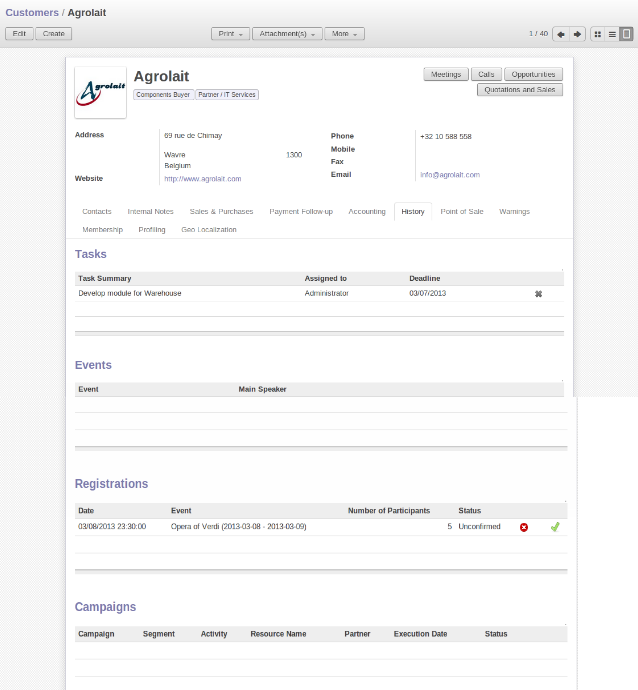 Customers / Agrolait
Edit Create Print Attachment(s) More 1 / 40
Agrolait
Agrolait
Components Buyer Partner / IT Services
Meetings Calls Opportunities
Quotations and Sales
Address 69 rue de Chimay
Wavre 1300
Belgium
Website http://www.agrolait.com
Phone +32 10 588 558
Mobile
Fax
Email info@agrolait.com
Contacts Internal Notes Sales & Purchases Payment Follow-up Accounting History Point of Sale Warnings
Membership Profiling Geo Localization
Tasks
Task Summary Assigned to Deadline
Develop module for Warehouse Administrator 03/07/2013
Events
Event Main Speaker
Registrations
Date Event Number of Participants Status
03/08/2013 23:30:00 Opera of Verdi (2013-03-08 - 2013-03-09) 5 Unconfirmed
Campaigns
Campaign Segment Activity Resource Name Partner Execution Date Status